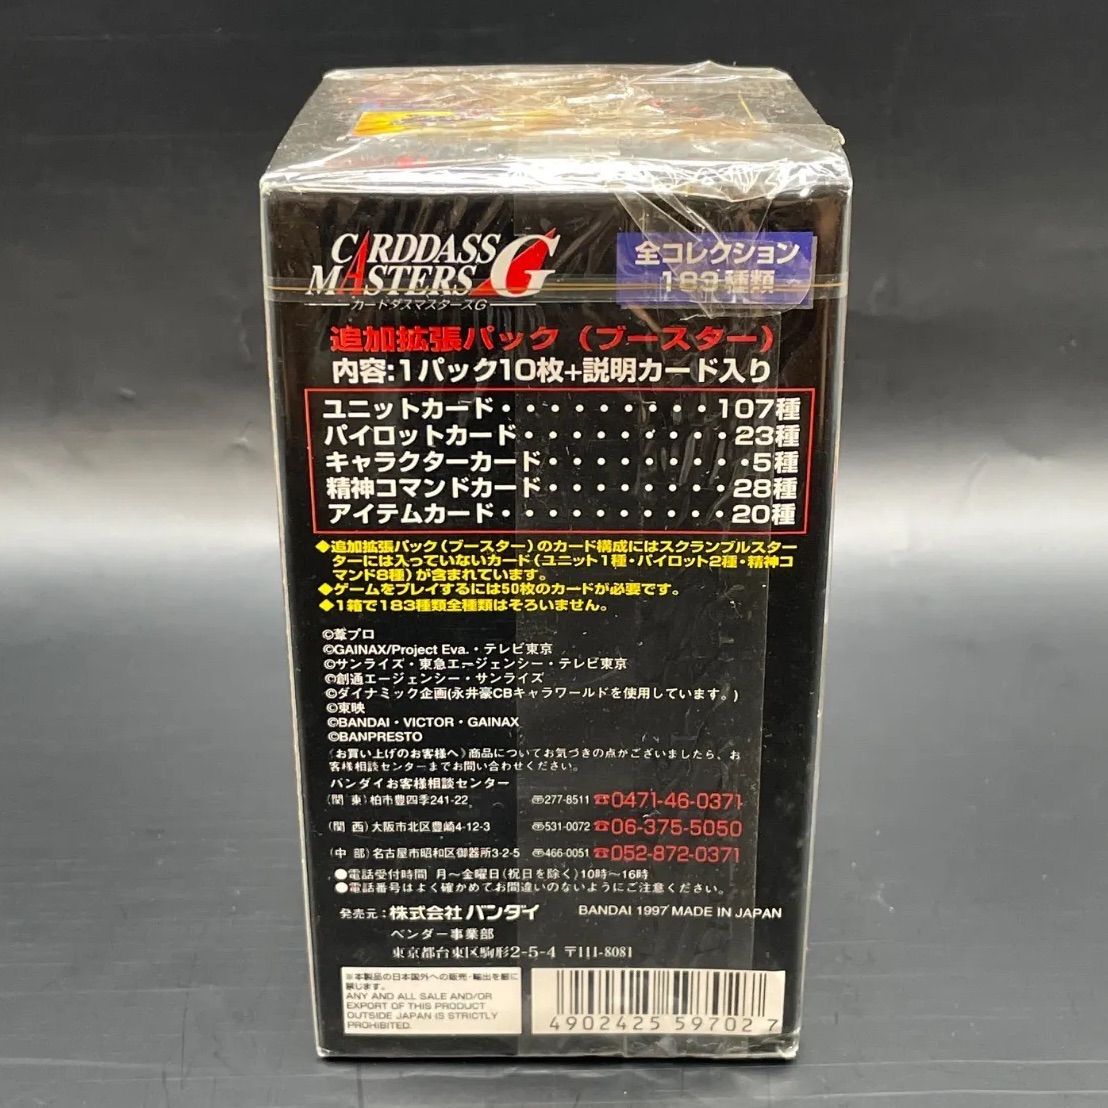 CARDDASS
MASTERS G
カードダスマスターズG
全コレクション
183種類
追加拡張パック(ブースター)
内容:1パック10枚+説明カード入り
ユニットカード・・・・・・・・・107種
パイロットカード・・・・・・・・・23種
キャラクターカード・・・・・・・・・5種
精神コマンドカード・・・・・・・・28種
アイテムカード・・・・・・・・・・20種
◆追加拡張パック(ブースター)のカード構成にはスクランブルスター
ターには入っていないカード(ユニット1種・パイロット2種・精神コ
マンド8種)が含まれています。
◆ゲームをプレイするには50枚のカードが必要です。
◆1箱で183種類全種類はそろいません。
©葦プロ
©GAINAX/Project Eva.・テレビ東京
©サンライズ・東急エージェンシー・テレビ東京
©創通エージェンシー・サンライズ
©ダイナミック企画(永井豪CBキャラワールドを使用しています。)
©東映
©BANDAI・VICTOR・GAINAX
©BANPRESTO
〈お買い上げのお客様へ〉商品についてお気づきの点がございましたら、お
客様相談センターまでお問い合わせください。
バンダイお客様相談センター
(関 東)柏市豊四季241-22 〠277-8511 ☎0471-46-0371
(関 西)大阪市北区豊崎4-12-3 〠531-0072 ☎06-375-5050
(中 部)名古屋市昭和区御器所3-2-5 〠466-0051 ☎052-872-0371
●電話受付時間 月〜金曜日(祝日を除く)10時〜16時
●電話番号はよく確かめてお間違いのないようにご注意ください。
発売元:株式会社バンダイ BANDAI 1997 MADE IN JAPAN
ベンダー事業部
東京都台東区駒形2-5-4 〒111-8081
※本製品の日本国外への販売・輸出を厳に
禁じます。
ANY AND ALL SALE AND/OR
EXPORT OF THIS PRODUCT
OUTSIDE JAPAN IS STRICTLY
PROHIBITED.
4902425 59702 7